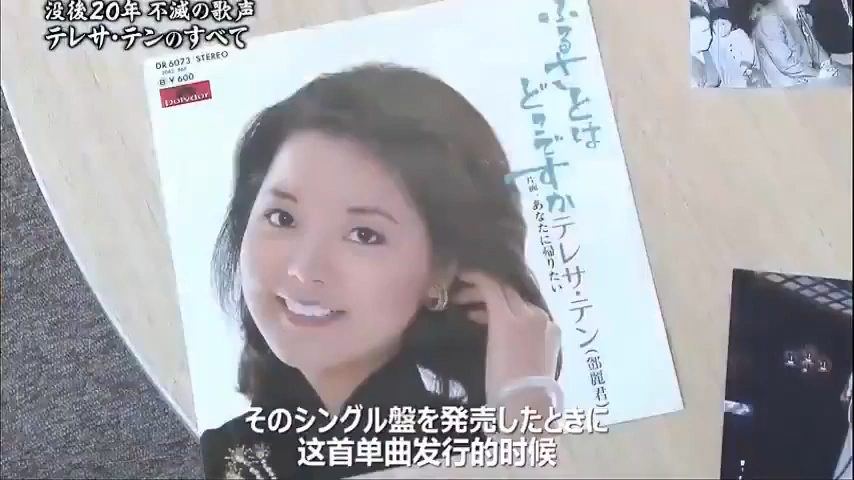 没後20年 不滅の歌声
テレサ・テンのすべて
DR6073 / STEREO
B ¥600
polydor
ふるさとは
どこですか
片面・あなたに帰りたい
テレサ・テン(鄧麗君)
そのシングル盤を発売したときに
这首单曲发行的时候